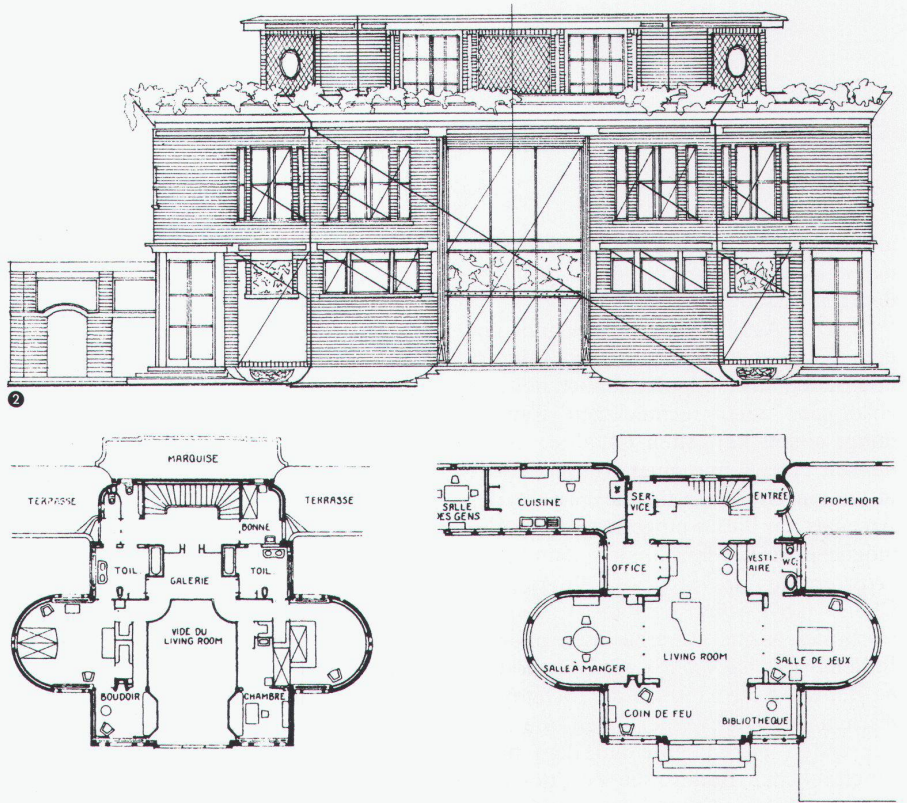 2
MARQUISE
TERRASSE
TERRASSE
BONNE
TOIL.
GALERIE
TOIL.
VIDE DU
LIVING ROOM
BOUDOIR
CHAMBRE
SALLE
DES GENS
CUISINE
SER-
VICE
ENTRÉE
PROMENOIR
OFFICE
VESTI-
AIRE
W.C.
SALLE À MANGER
LIVING ROOM
SALLE DE JEUX
COIN DE FEU
BIBLIOTHEQUE